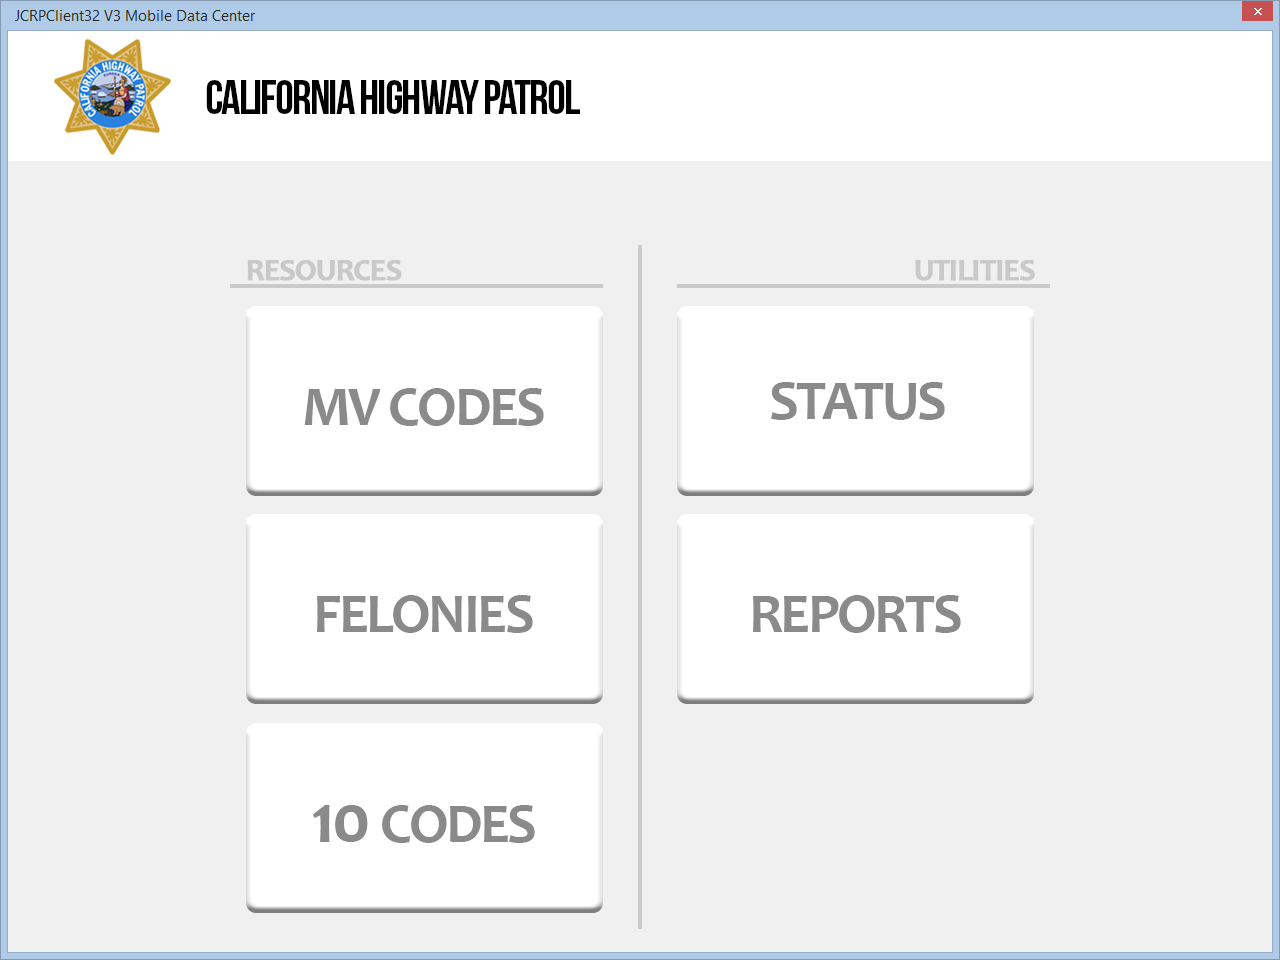 JCRPClient32 V3 Mobile Data Center
CALIFORNIA HIGHWAY PATROL
CALIFORNIA HIGHWAY PATROL
RESOURCES
UTILITIES
MV CODES
STATUS
FELONIES
REPORTS
10 CODES